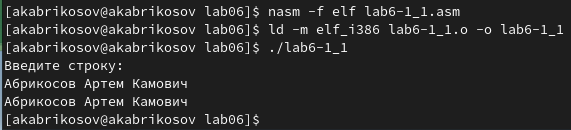 [akabrikosov@akabrikosov lab06]$ nasm -f elf lab6-1_1.asm
[akabrikosov@akabrikosov lab06]$ ld -m elf_i386 lab6-1_1.o -o lab6-1_1
[akabrikosov@akabrikosov lab06]$ ./lab6-1_1
Введите строку:
Абрикосов Артем Камович
Абрикосов Артем Камович
[akabrikosov@akabrikosov lab06]$